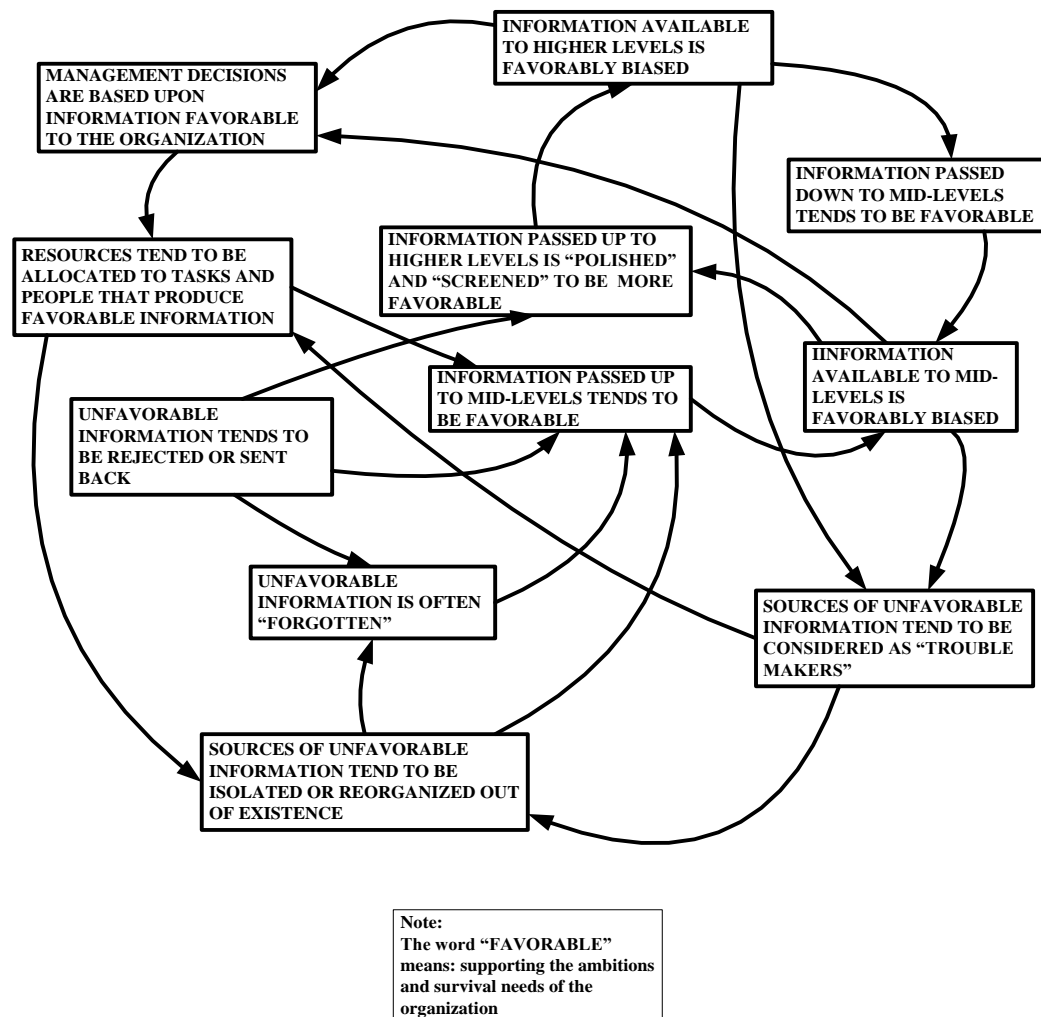 INFORMATION AVAILABLE
TO HIGHER LEVELS IS
FAVORABLY BIASED
MANAGEMENT DECISIONS
ARE BASED UPON
INFORMATION FAVORABLE
TO THE ORGANIZATION
INFORMATION PASSED
DOWN TO MID-LEVELS
TENDS TO BE FAVORABLE
RESOURCES TEND TO BE
ALLOCATED TO TASKS AND
PEOPLE THAT PRODUCE
FAVORABLE INFORMATION
INFORMATION PASSED UP TO
HIGHER LEVELS IS “POLISHED”
AND “SCREENED” TO BE MORE
FAVORABLE
IINFORMATION
AVAILABLE TO MID-
LEVELS IS
FAVORABLY BIASED
INFORMATION PASSED UP
TO MID-LEVELS TENDS TO
BE FAVORABLE
UNFAVORABLE
INFORMATION TENDS TO
BE REJECTED OR SENT
BACK
UNFAVORABLE
INFORMATION IS OFTEN
“FORGOTTEN”
SOURCES OF UNFAVORABLE
INFORMATION TEND TO BE
CONSIDERED AS “TROUBLE
MAKERS”
SOURCES OF UNFAVORABLE
INFORMATION TEND TO BE
ISOLATED OR REORGANIZED OUT
OF EXISTENCE
Note:
The word “FAVORABLE”
means: supporting the ambitions
and survival needs of the
organization